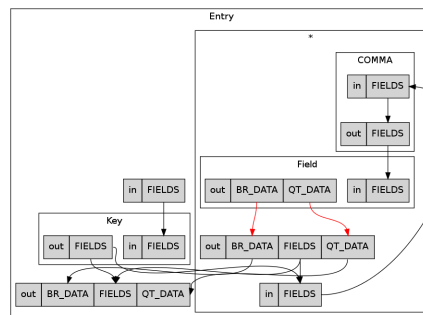 Entry
*
COMMA
in FIELDS
out FIELDS
Field
out BR_DATA QT_DATA
in FIELDS
in FIELDS
Key
out FIELDS
in FIELDS
out BR_DATA FIELDS QT_DATA
out BR_DATA FIELDS QT_DATA
in FIELDS